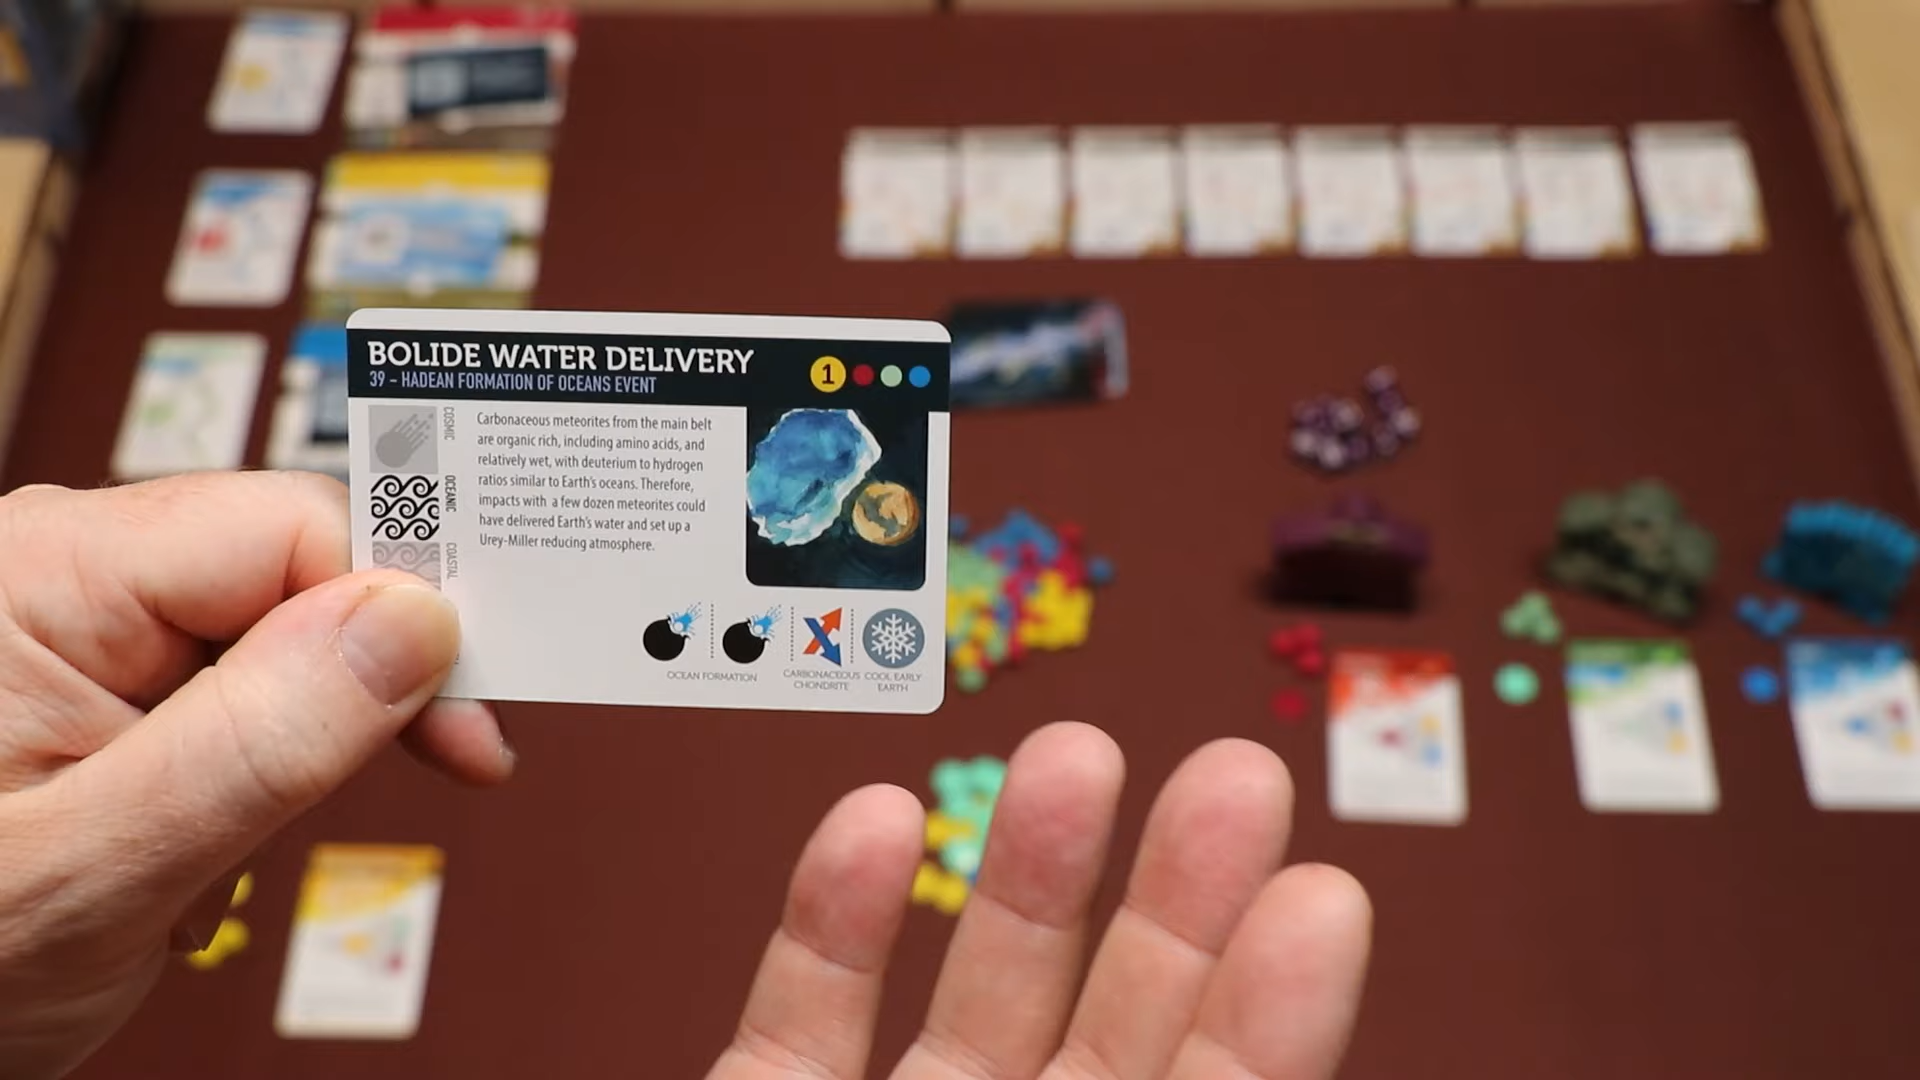 BOLIDE WATER DELIVERY
39 – HADEAN FORMATION OF OCEANS EVENT
1
COSMIC
OCEANIC
COASTAL
Carbonaceous meteorites from the main belt
are organic rich, including amino acids, and
relatively wet, with deuterium to hydrogen
ratios similar to Earth's oceans. Therefore,
impacts with a few dozen meteorites could
have delivered Earth's water and set up a
Urey-Miller reducing atmosphere.
OCEAN FORMATION
CARBONACEOUS
CHONDRITE
COOL EARLY
EARTH